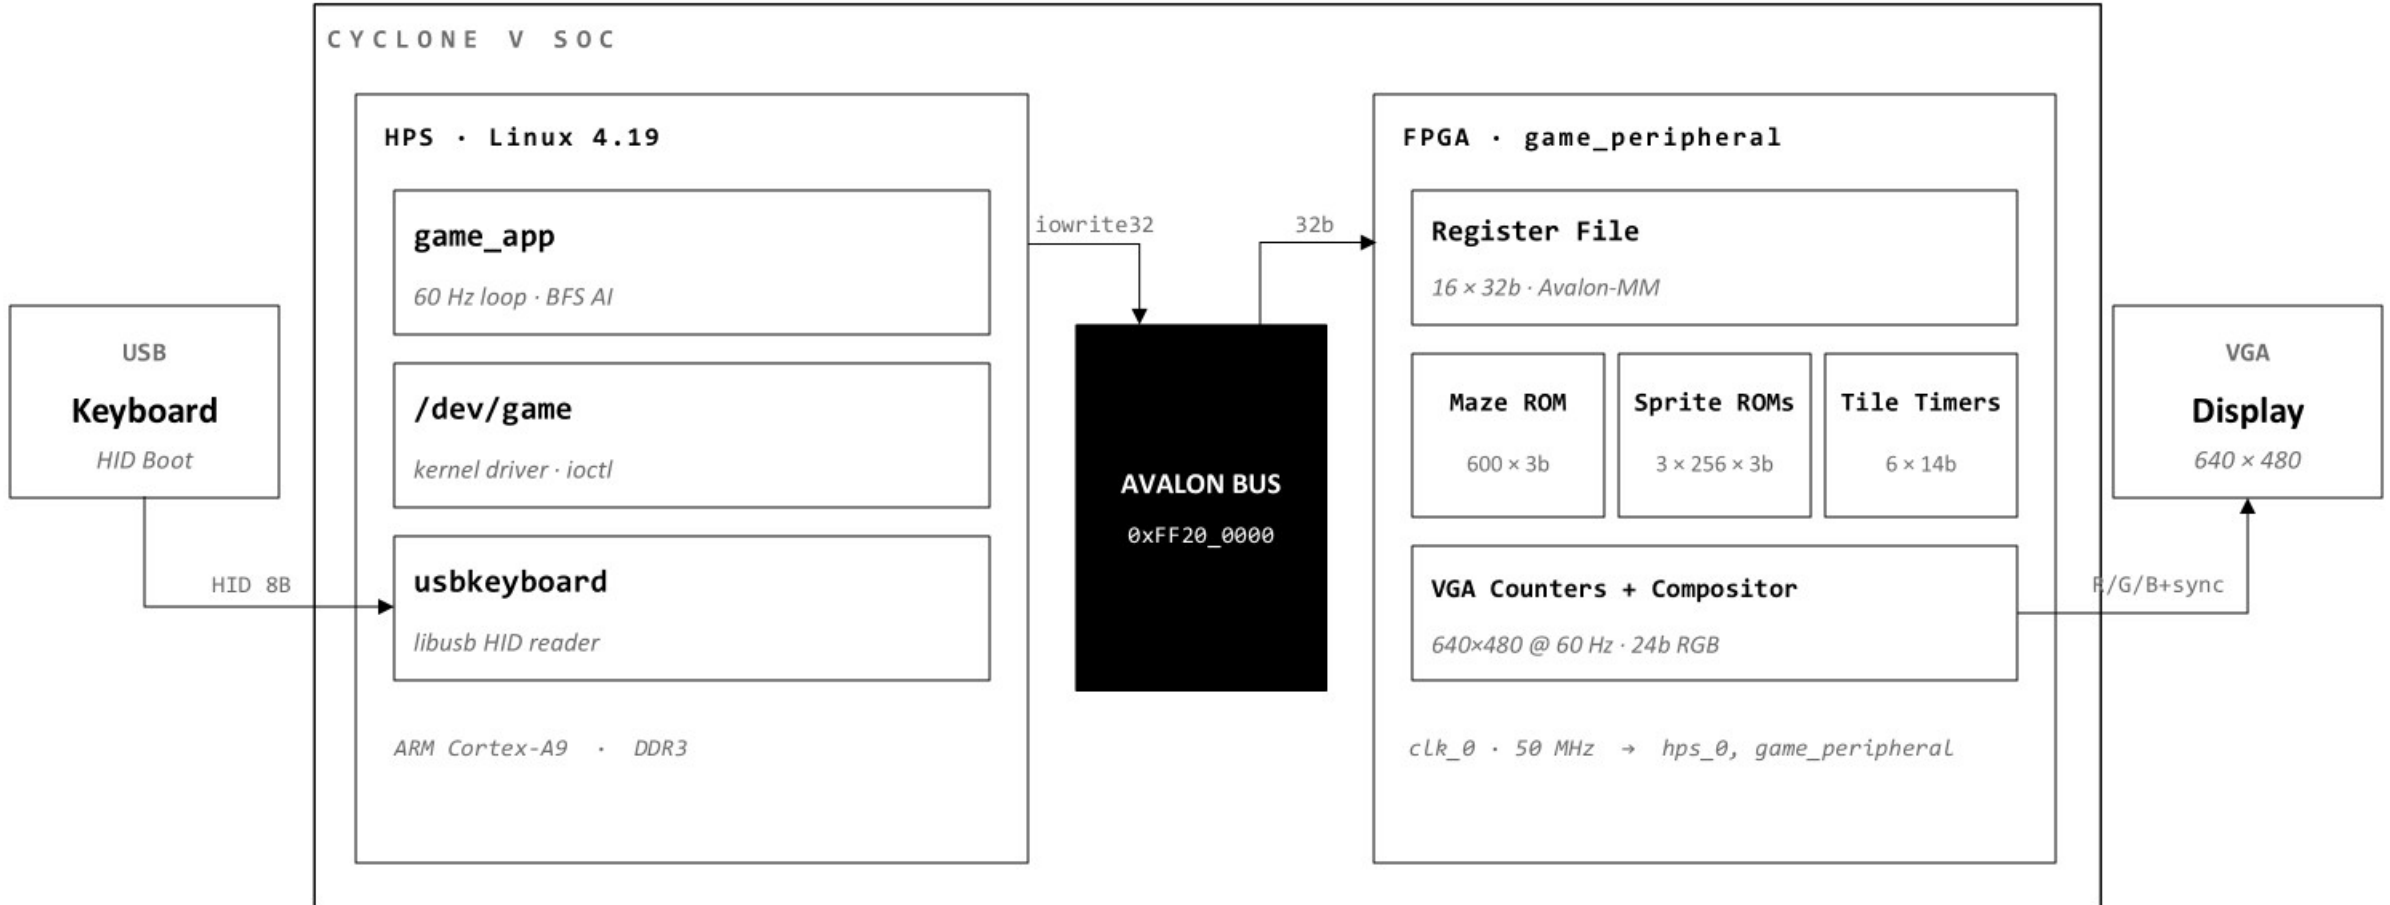 CYCLONE V SOC
USB
Keyboard
HID Boot
HID 8B
HPS · Linux 4.19
game_app
60 Hz loop · BFS AI
/dev/game
kernel driver · ioctl
usbkeyboard
libusb HID reader
ARM Cortex-A9 · DDR3
iowrite32
32b
AVALON BUS
0xFF20_0000
FPGA · game_peripheral
Register File
16 × 32b · Avalon-MM
Maze ROM
600 × 3b
Sprite ROMs
3 × 256 × 3b
Tile Timers
6 × 14b
VGA Counters + Compositor
640×480 @ 60 Hz · 24b RGB
clk_0 · 50 MHz → hps_0, game_peripheral
R/G/B+sync
VGA
Display
640 × 480